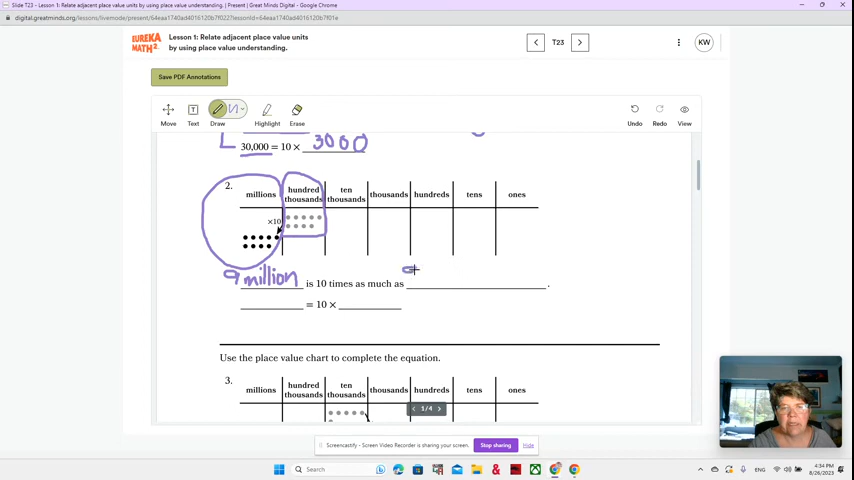 Slide T23 - Lesson 1: Relate adjacent place value units | Present | Great Minds Digital - Google Chrome
digital.greatminds.org/lessons/livemode/present/64eaa1740ad4016120b7f022?tessonId=64eaa1740ad4016120b7f01e
EUREKA MATH²
Lesson 1: Relate adjacent place value units
by using place value understanding.
T23
KW
Save PDF Annotations
Move Text Draw Highlight Erase Undo Redo View
30,000 = 10 × 3000
2.
millions hundred thousands ten thousands thousands hundreds tens ones
×10
9 million is 10 times as much as .
= 10 ×
Use the place value chart to complete the equation.
3.
millions hundred thousands ten thousands thousands hundreds tens ones
1/4
Screencastify - Screen Video Recorder is sharing your screen. Stop sharing Hide
Search
ENG
4:34 PM
8/26/2023